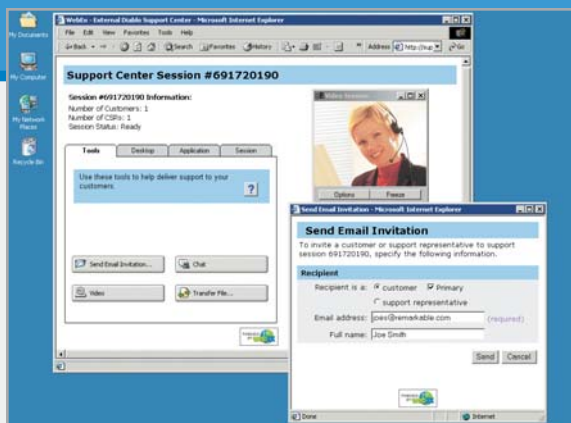 My Documents
My Computer
My Network
Places
Recycle Bin
WebEx - External Diable Support Center - Microsoft Internet Explorer
File Edit View Favorites Tools Help
Back
Search Favorites History
Address
Go
Support Center Session #691720190
Session #691720190 Information:
Number of Customers: 1
Number of CSRs: 1
Session Status: Ready
Video Session
Tools Desktop Application Session
Use these tools to help deliver support to your
customers:
?
Options Freeze
Send Email Invitation... Chat
Video Transfer File...
Send Email Invitation - Microsoft Internet Explorer
Send Email Invitation
To invite a customer or support representative to support
session 691720190, specify the following information.
Recipient
Recipient is a: customer Primary
support representative
Email address: joes@remarkable.com (required)
Full name: Joe Smith
Send Cancel
Done Internet